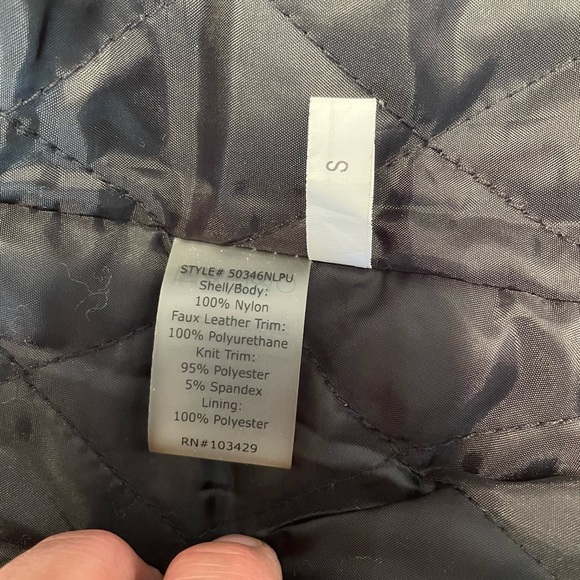 S
STYLE# 50346NLPU
Shell/Body:
100% Nylon
Faux Leather Trim:
100% Polyurethane
Knit Trim:
95% Polyester
5% Spandex
Lining:
100% Polyester
RN#103429